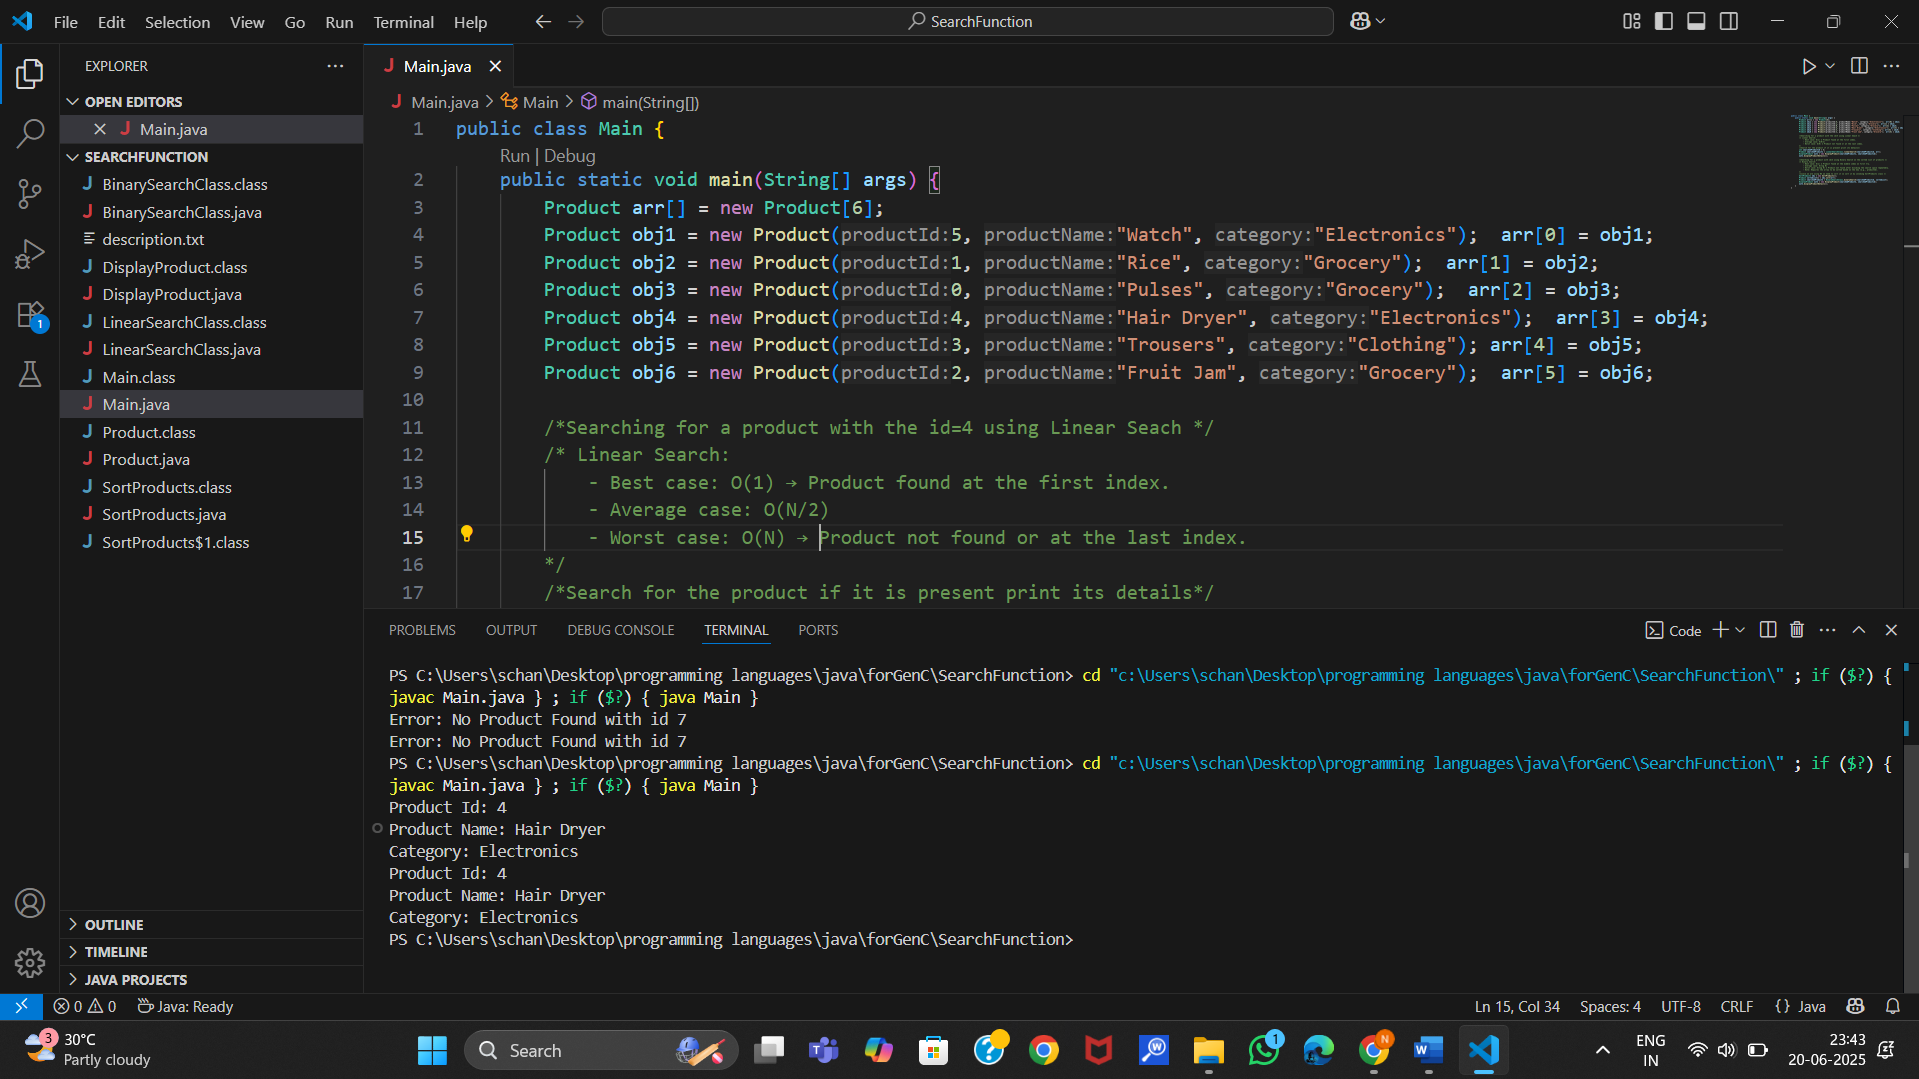 File Edit Selection View Go Run Terminal Help
SearchFunction
EXPLORER
OPEN EDITORS
Main.java
SEARCHFUNCTION
BinarySearchClass.class
BinarySearchClass.java
description.txt
DisplayProduct.class
DisplayProduct.java
LinearSearchClass.class
LinearSearchClass.java
Main.class
Main.java
Product.class
Product.java
SortProducts.class
SortProducts.java
SortProducts$1.class
OUTLINE
TIMELINE
JAVA PROJECTS
1
Main.java
Main.java > Main > main(String[])
1 public class Main {
Run | Debug
2 public static void main(String[] args) {
3 Product arr[] = new Product[6];
4 Product obj1 = new Product(productId:5, productName:"Watch", category:"Electronics"); arr[0] = obj1;
5 Product obj2 = new Product(productId:1, productName:"Rice", category:"Grocery"); arr[1] = obj2;
6 Product obj3 = new Product(productId:0, productName:"Pulses", category:"Grocery"); arr[2] = obj3;
7 Product obj4 = new Product(productId:4, productName:"Hair Dryer", category:"Electronics"); arr[3] = obj4;
8 Product obj5 = new Product(productId:3, productName:"Trousers", category:"Clothing"); arr[4] = obj5;
9 Product obj6 = new Product(productId:2, productName:"Fruit Jam", category:"Grocery"); arr[5] = obj6;
10
11 /*Searching for a product with the id=4 using Linear Seach */
12 /* Linear Search:
13 - Best case: O(1) → Product found at the first index.
14 - Average case: O(N/2)
15 - Worst case: O(N) → Product not found or at the last index.
16 */
17 /*Search for the product if it is present print its details*/
PROBLEMS OUTPUT DEBUG CONSOLE TERMINAL PORTS
Code
PS C:\Users\schan\Desktop\programming languages\java\forGenC\SearchFunction> cd "c:\Users\schan\Desktop\programming languages\java\forGenC\SearchFunction\" ; if ($?) {
javac Main.java } ; if ($?) { java Main }
Error: No Product Found with id 7
Error: No Product Found with id 7
PS C:\Users\schan\Desktop\programming languages\java\forGenC\SearchFunction> cd "c:\Users\schan\Desktop\programming languages\java\forGenC\SearchFunction\" ; if ($?) {
javac Main.java } ; if ($?) { java Main }
Product Id: 4
Product Name: Hair Dryer
Category: Electronics
Product Id: 4
Product Name: Hair Dryer
Category: Electronics
PS C:\Users\schan\Desktop\programming languages\java\forGenC\SearchFunction>
0 0 Java: Ready
Ln 15, Col 34 Spaces: 4 UTF-8 CRLF {} Java
3
30°C
Partly cloudy
Search
1
N
ENG
IN
23:43
20-06-2025